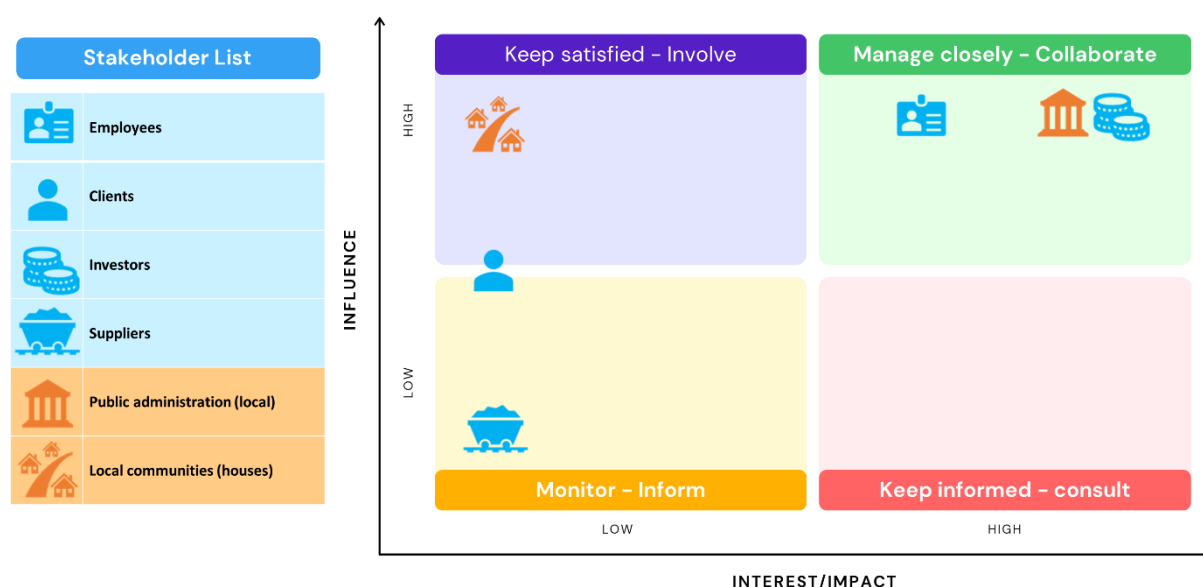 Stakeholder List
Employees
Clients
Investors
Suppliers
Public administration (local)
Local communities (houses)
INFLUENCE
HIGH
LOW
Keep satisfied - Involve
Manage closely - Collaborate
Monitor - Inform
Keep informed - consult
LOW
HIGH
INTEREST/IMPACT